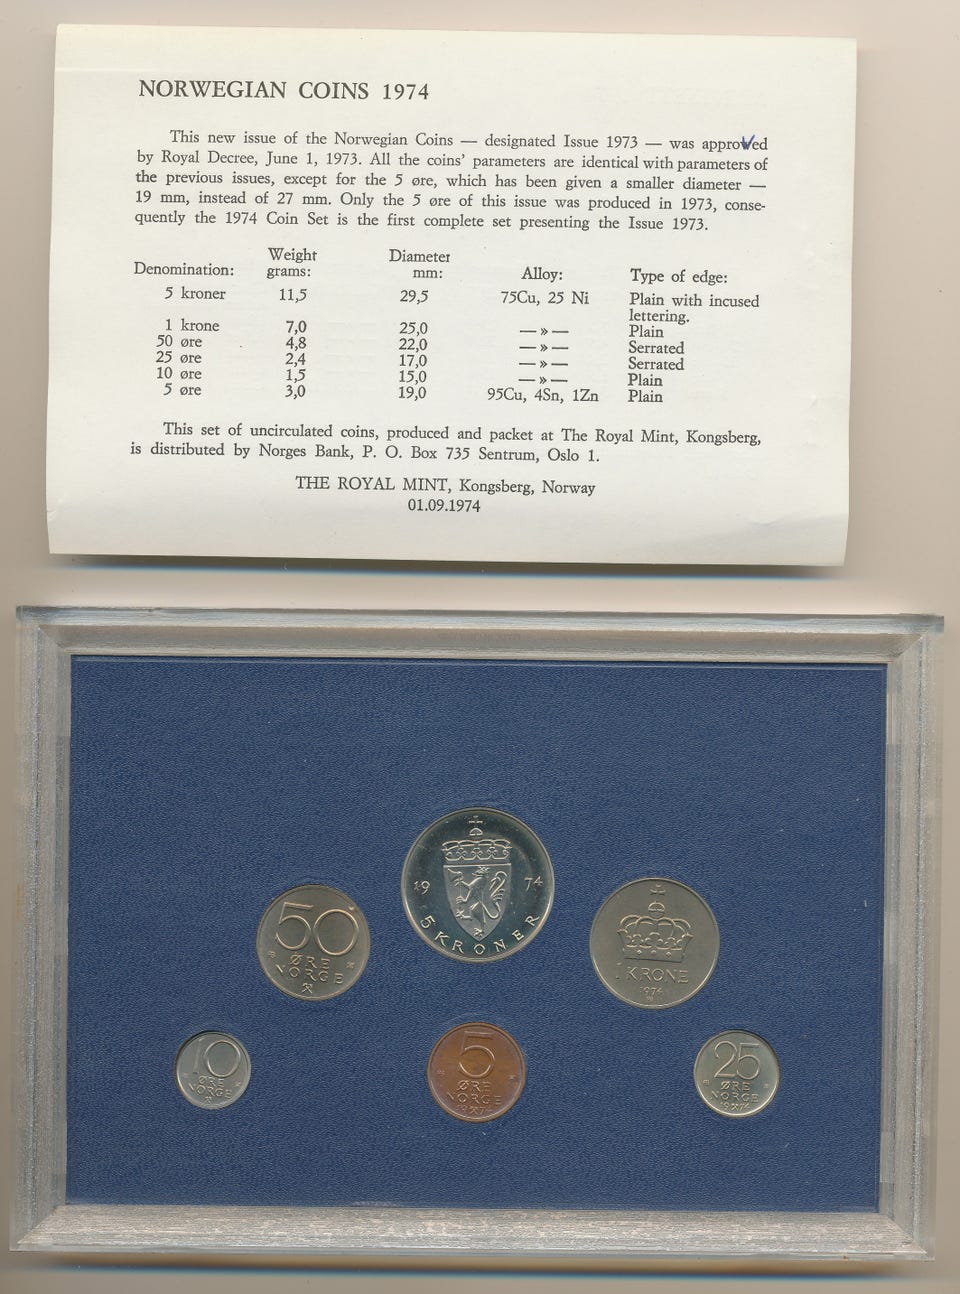 NORWEGIAN COINS 1974
This new issue of the Norwegian Coins — designated Issue 1973 — was approved
by Royal Decree, June 1, 1973. All the coins' parameters are identical with parameters of
the previous issues, except for the 5 øre, which has been given a smaller diameter —
19 mm, instead of 27 mm. Only the 5 øre of this issue was produced in 1973, conse-
quently the 1974 Coin Set is the first complete set presenting the Issue 1973.
Denomination: Weight grams: Diameter mm: Alloy: Type of edge:
5 kroner 11,5 29,5 75Cu, 25 Ni Plain with incused
lettering.
1 krone 7,0 25,0 —»— Plain
50 øre 4,8 22,0 —»— Serrated
25 øre 2,4 17,0 —»— Serrated
10 øre 1,5 15,0 —»— Plain
5 øre 3,0 19,0 95Cu, 4Sn, 1Zn Plain
This set of uncirculated coins, produced and packet at The Royal Mint, Kongsberg,
is distributed by Norges Bank, P. O. Box 735 Sentrum, Oslo 1.
THE ROYAL MINT, Kongsberg, Norway
01.09.1974
19 74
5 KRONER
50
ØRE
NORGE
1 KRONE
1974
10
ØRE
NORGE
5
ØRE
NORGE
1974
25
ØRE
NORGE
1974